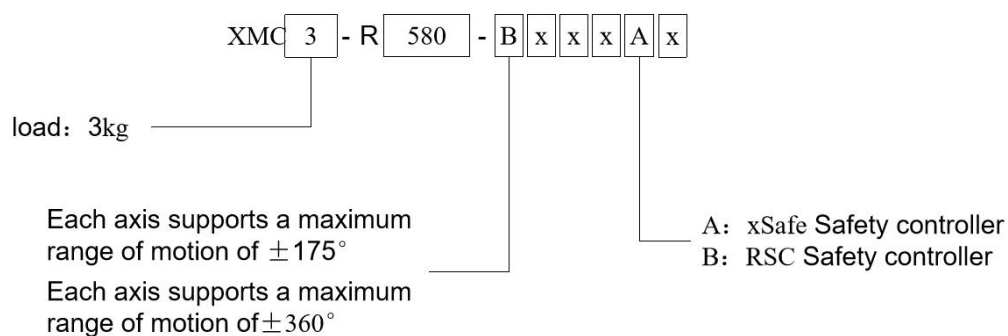 XMC 3 - R 580 - B x x x A x
load：3kg
Each axis supports a maximum
range of motion of ±175°
Each axis supports a maximum
range of motion of±360°
A：xSafe Safety controller
B：RSC Safety controller